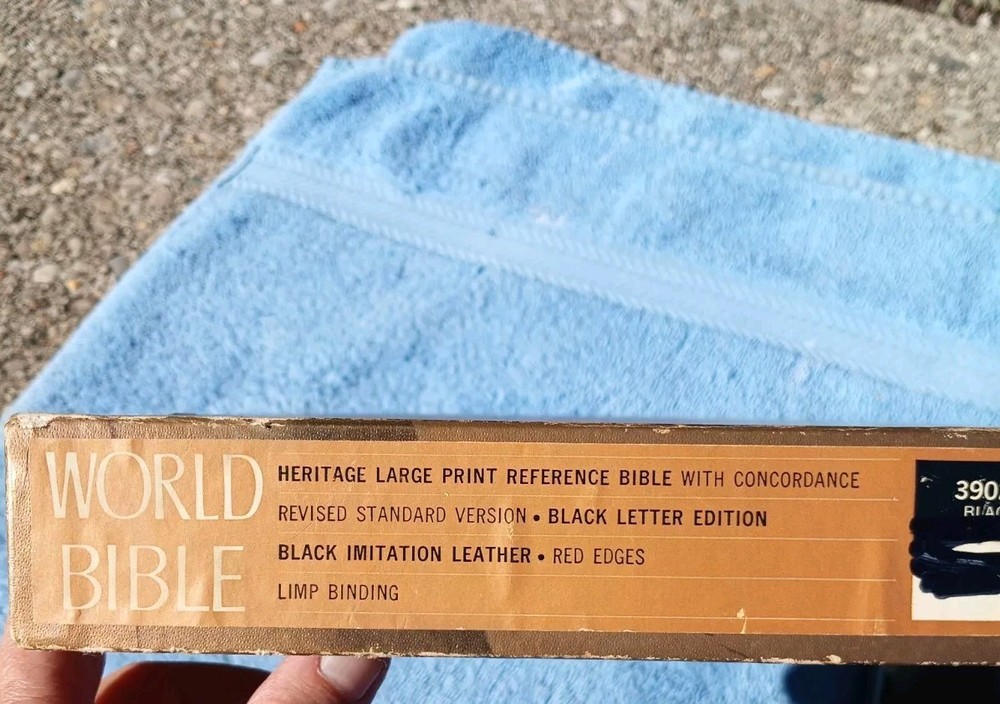 WORLD
BIBLE
HERITAGE LARGE PRINT REFERENCE BIBLE WITH CONCORDANCE
REVISED STANDARD VERSION • BLACK LETTER EDITION
BLACK IMITATION LEATHER • RED EDGES
LIMP BINDING